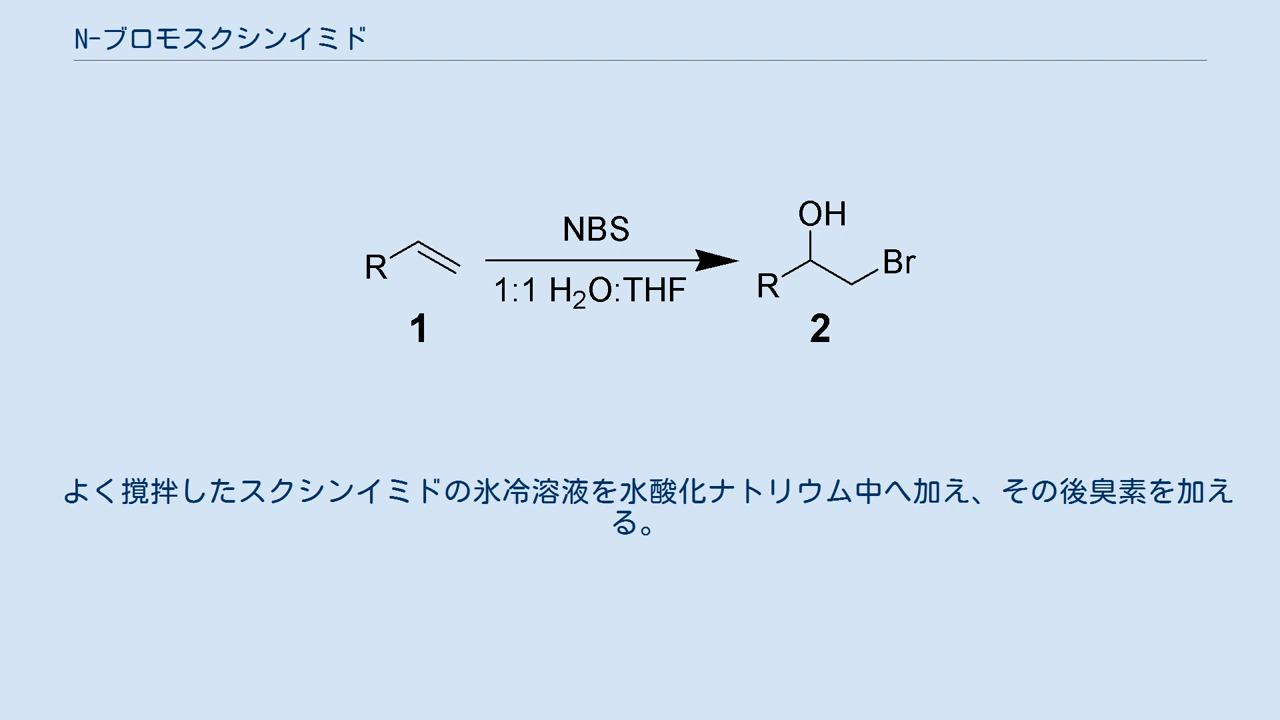 N-ブロモスクシンイミド
OH
NBS
R
Br
1:1 H₂O:THF
R
1
2
よく撹拌したスクシンイミドの氷冷溶液を水酸化ナトリウム中へ加え、その後臭素を加え
る。